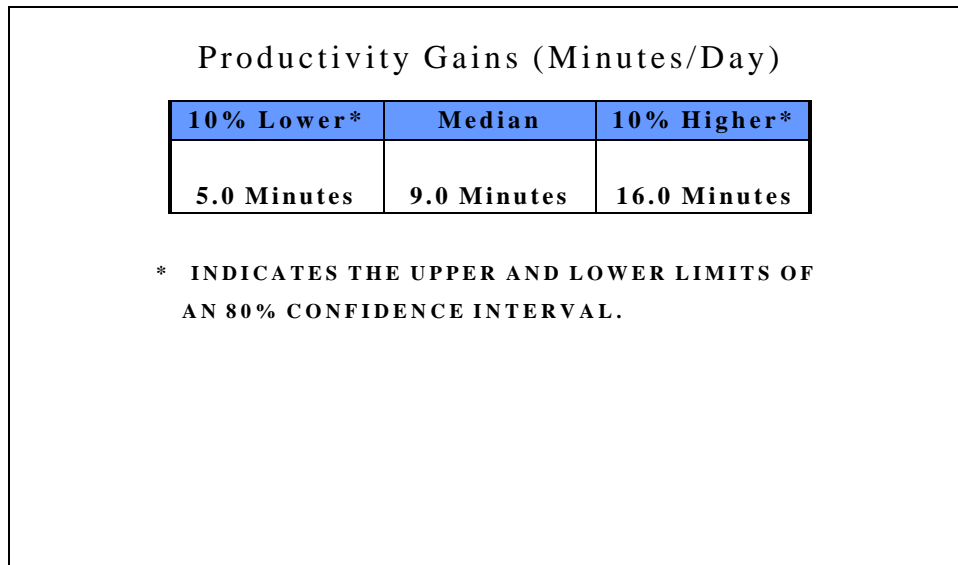 Productivity Gains (Minutes/Day)
10% Lower* Median 10% Higher*
5.0 Minutes 9.0 Minutes 16.0 Minutes
* INDICATES THE UPPER AND LOWER LIMITS OF
AN 80% CONFIDENCE INTERVAL.